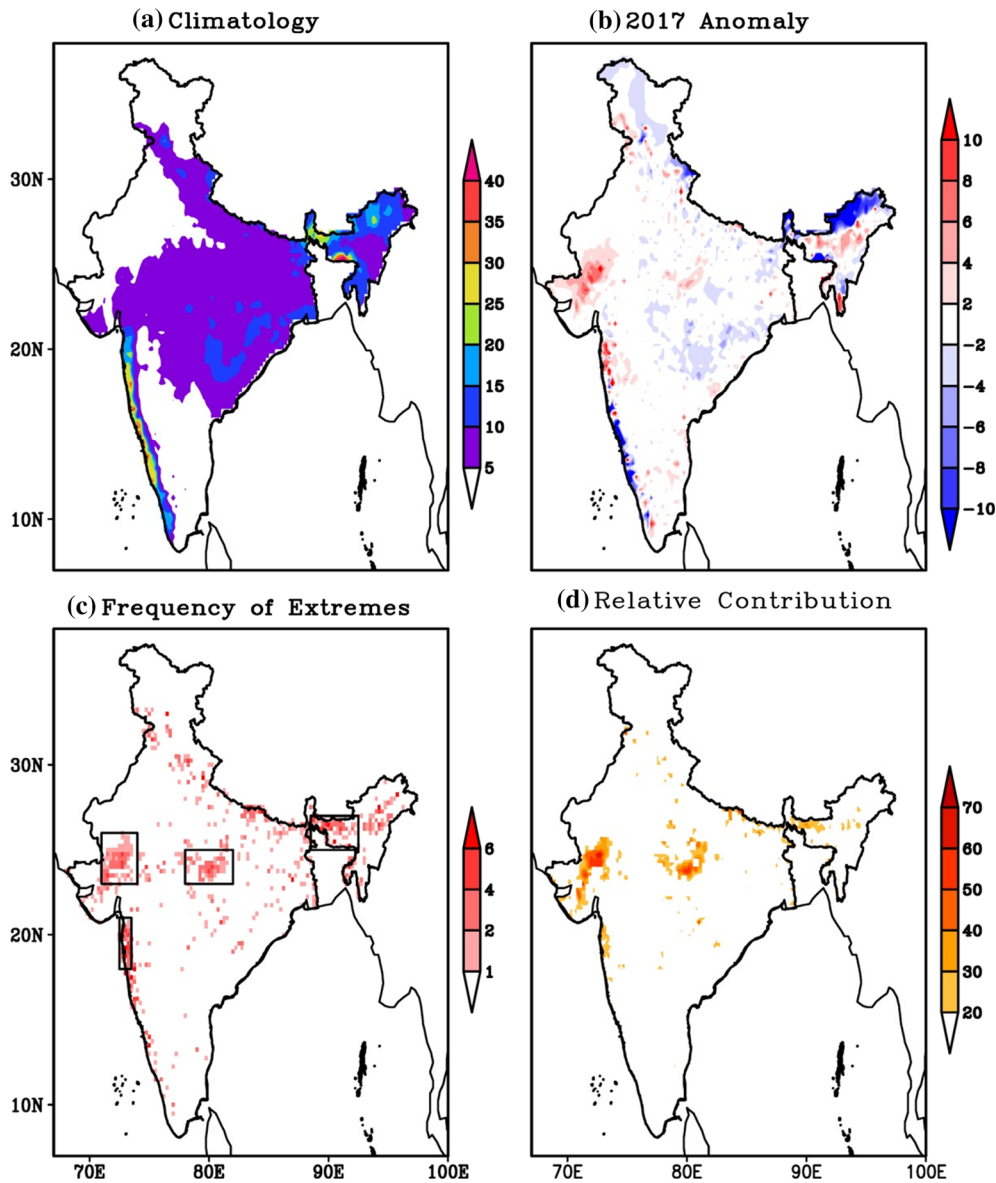 (a) Climatology
(b) 2017 Anomaly
30N
20N
10N
40
35
30
25
20
15
10
5
10
8
6
4
2
-2
-4
-6
-8
-10
(c) Frequency of Extremes
(d) Relative Contribution
30N
20N
10N
6
4
2
1
70
60
50
40
30
20
70E
80E
90E
100E
70E
80E
90E
100E